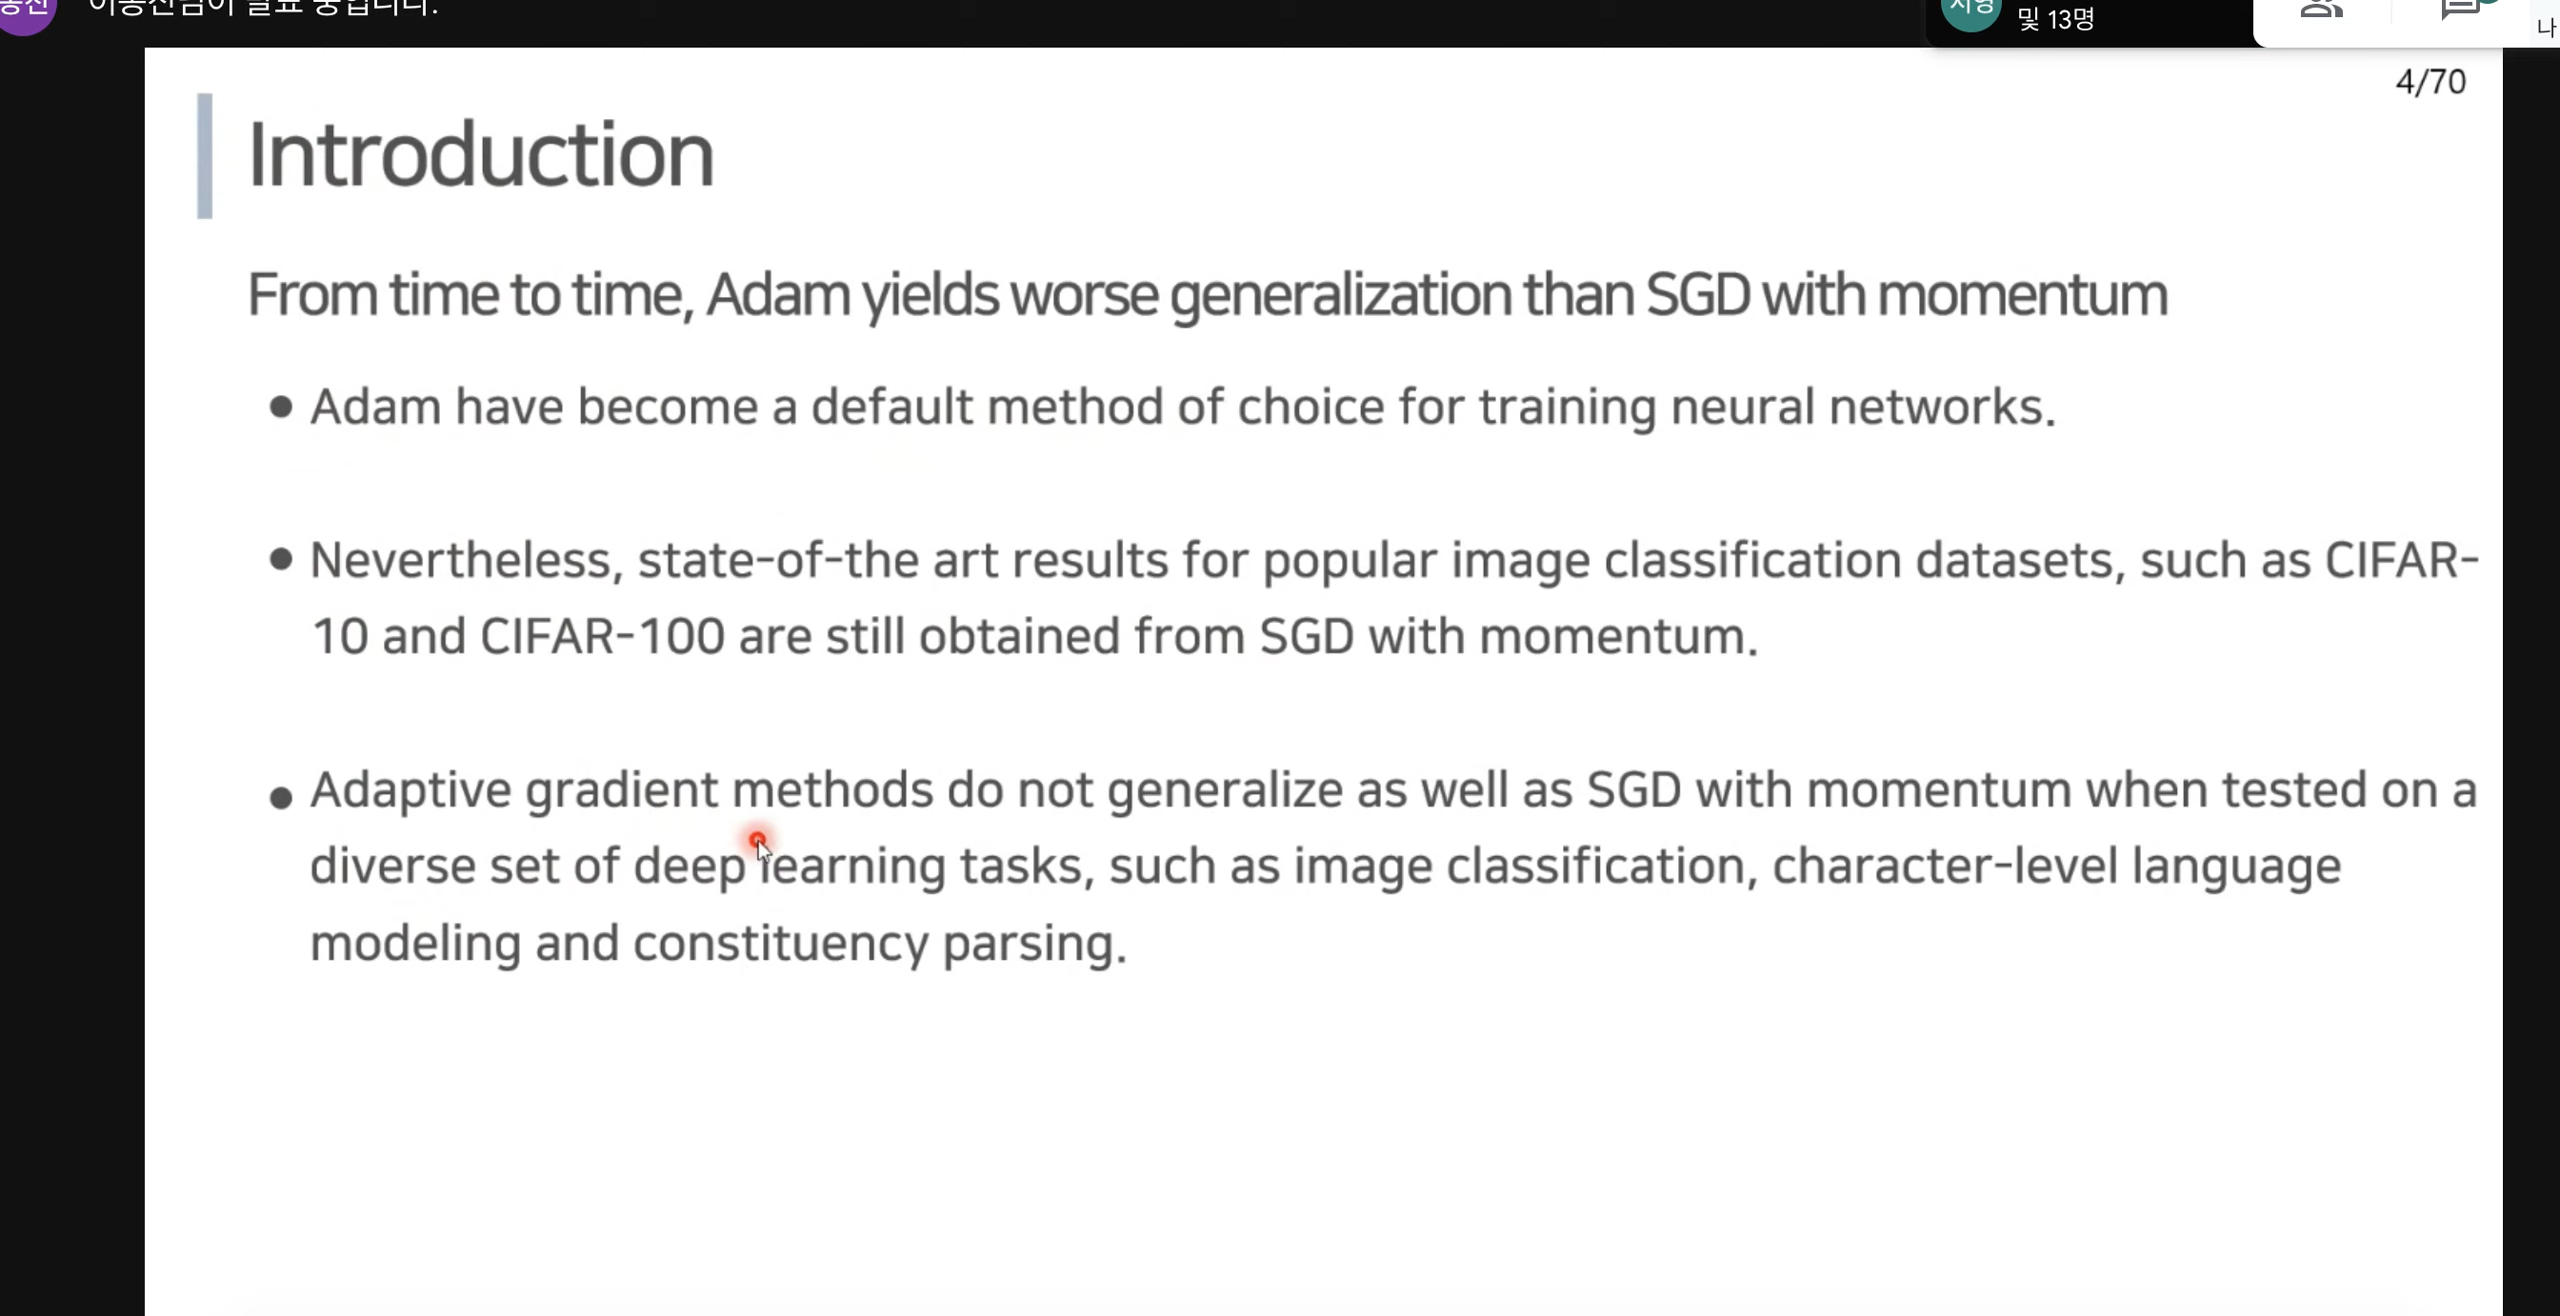 및 13명
나
4/70
Introduction
From time to time, Adam yields worse generalization than SGD with momentum
● Adam have become a default method of choice for training neural networks.
● Nevertheless, state-of-the art results for popular image classification datasets, such as CIFAR-
10 and CIFAR-100 are still obtained from SGD with momentum.
● Adaptive gradient methods do not generalize as well as SGD with momentum when tested on a
diverse set of deep learning tasks, such as image classification, character-level language
modeling and constituency parsing.